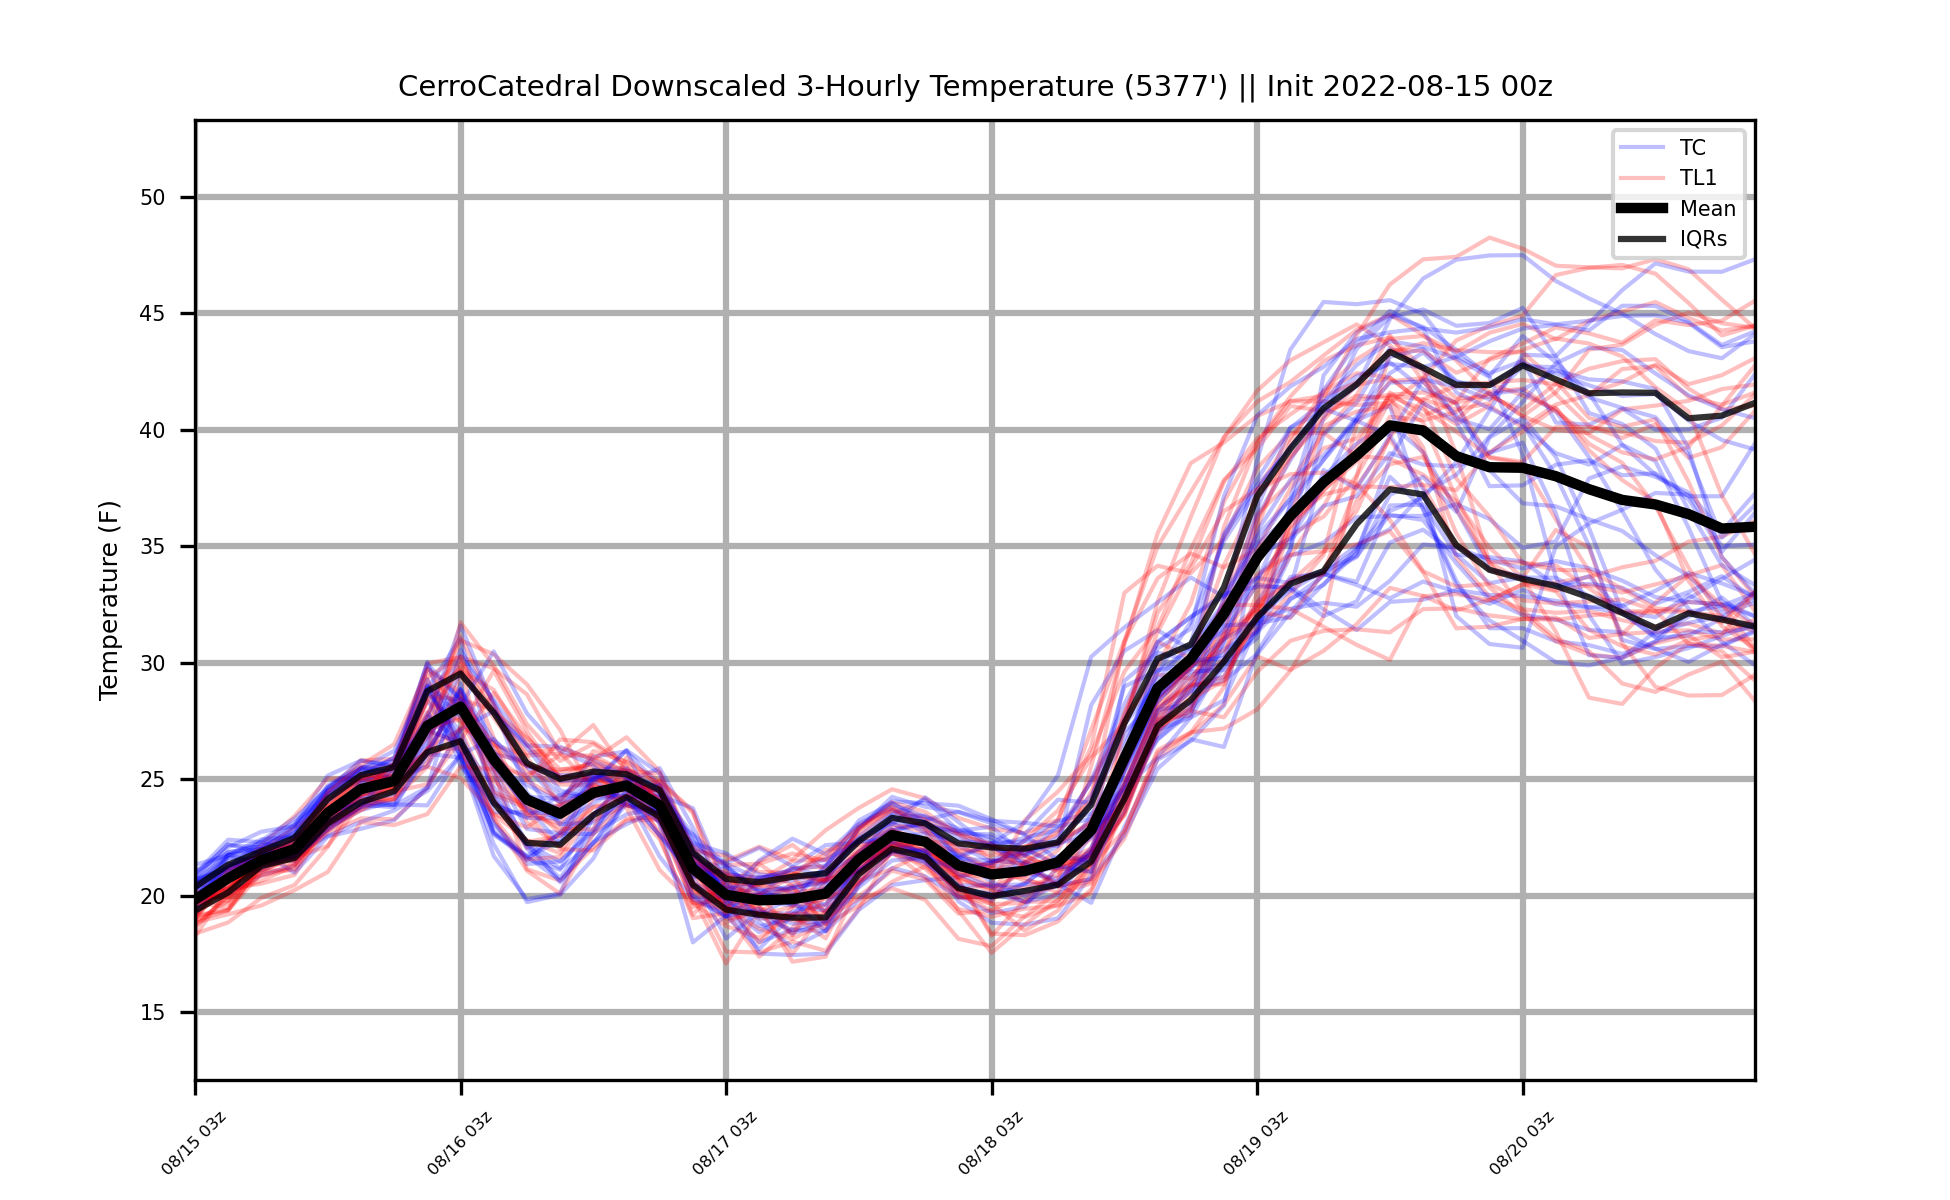 CerroCatedral Downscaled 3-Hourly Temperature (5377') || Init 2022-08-15 00z
TC
TL1
Mean
IQRs
Temperature (F)
50
45
40
35
30
25
20
15
08/15 03z
08/16 03z
08/17 03z
08/18 03z
08/19 03z
08/20 03z